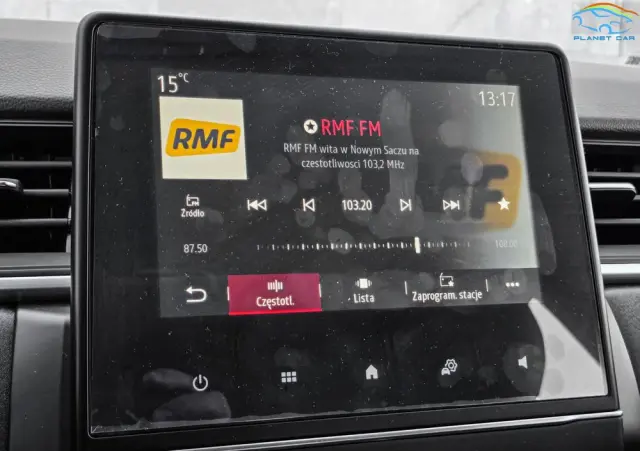 PLANET CAR
15°C
13:17
RMF
RMF FM
RMF FM wita w Nowym Saczu na
czestotliwosci 103,2 MHz
F
Źródło
103.20
87.50
108.00
Częstotl.
Lista
Zaprogram. stacje